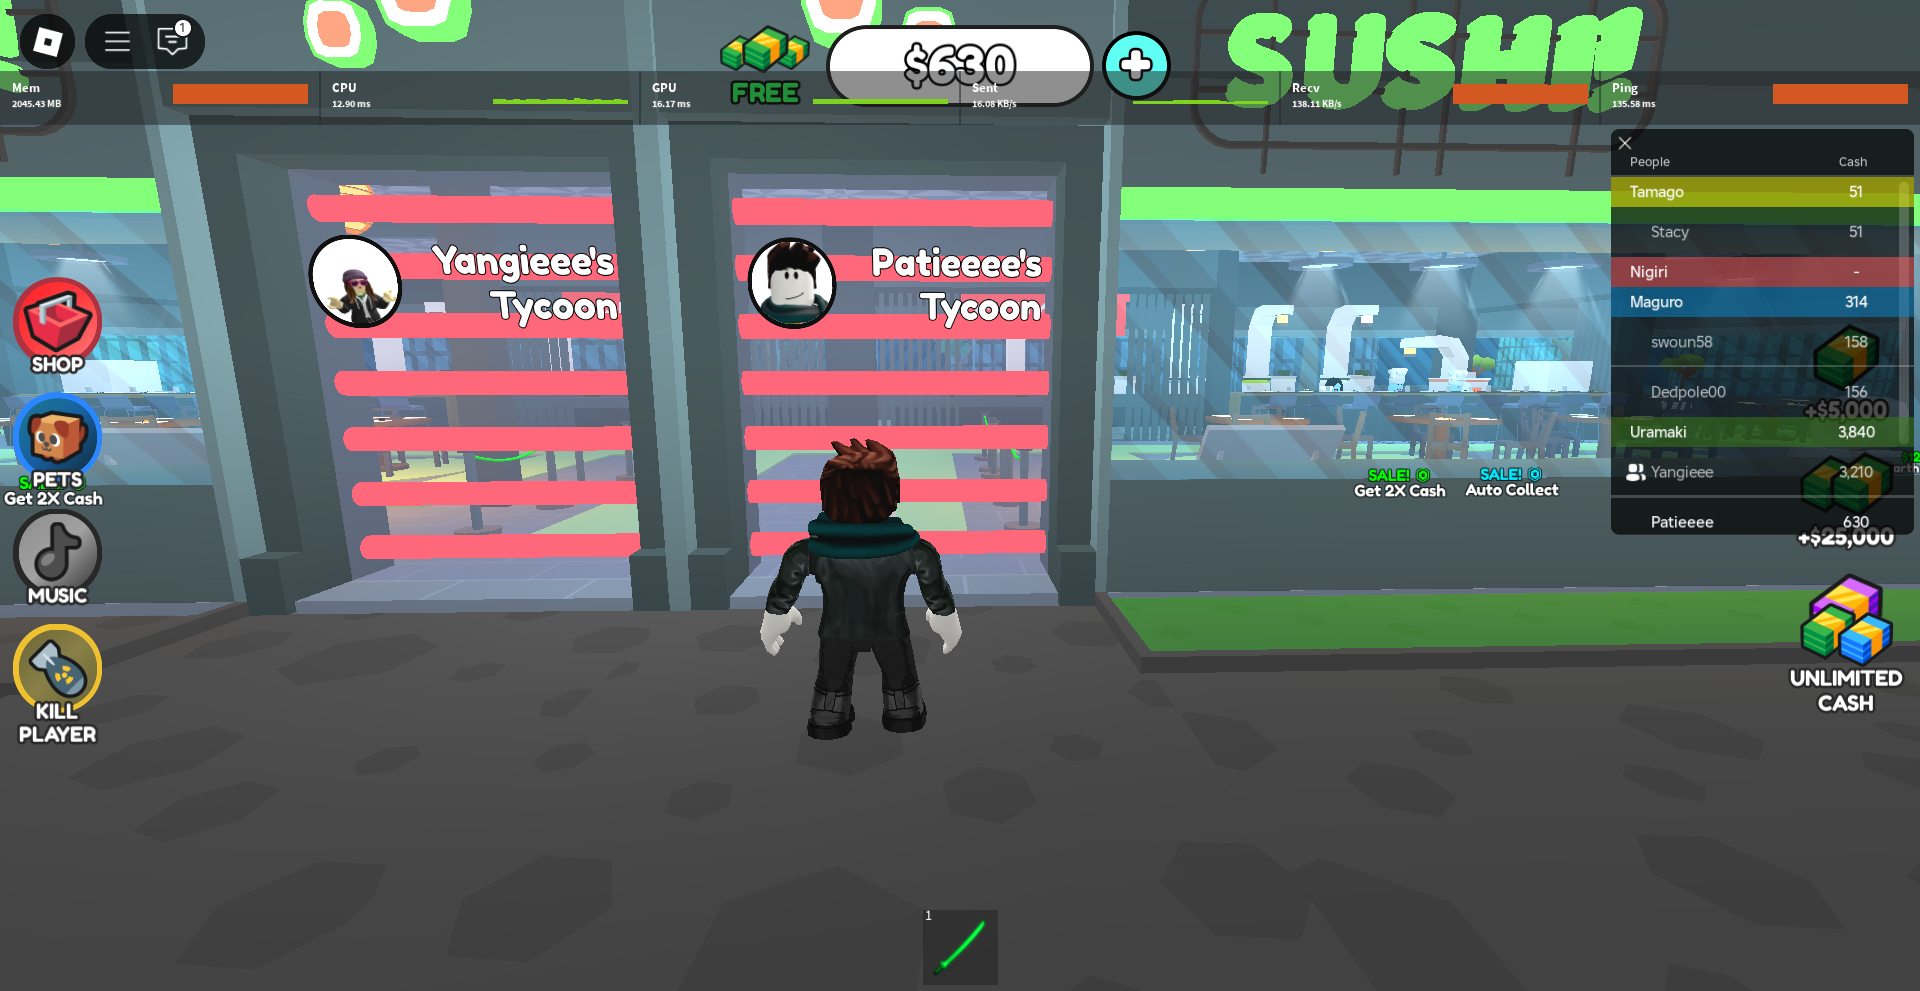 1
SUSHI
$630
FREE
Mem
2045.43 MB
CPU
12.90 ms
GPU
16.17 ms
Sent
16.08 KB/s
Recv
138.11 KB/s
Ping
135.58 ms
People Cash
Tamago 51
Stacy 51
Nigiri -
Maguro 314
swoun58 158
Dedpole00 156
Uramaki 3,840
Yangieee 3,210
Patieeee 630
Yangieee's
Tycoon
Patieeee's
Tycoon
SHOP
PETS
Get 2X Cash
MUSIC
KILL
PLAYER
SALE!
Get 2X Cash
SALE!
Auto Collect
+$5,000
+$25,000
UNLIMITED
CASH
1